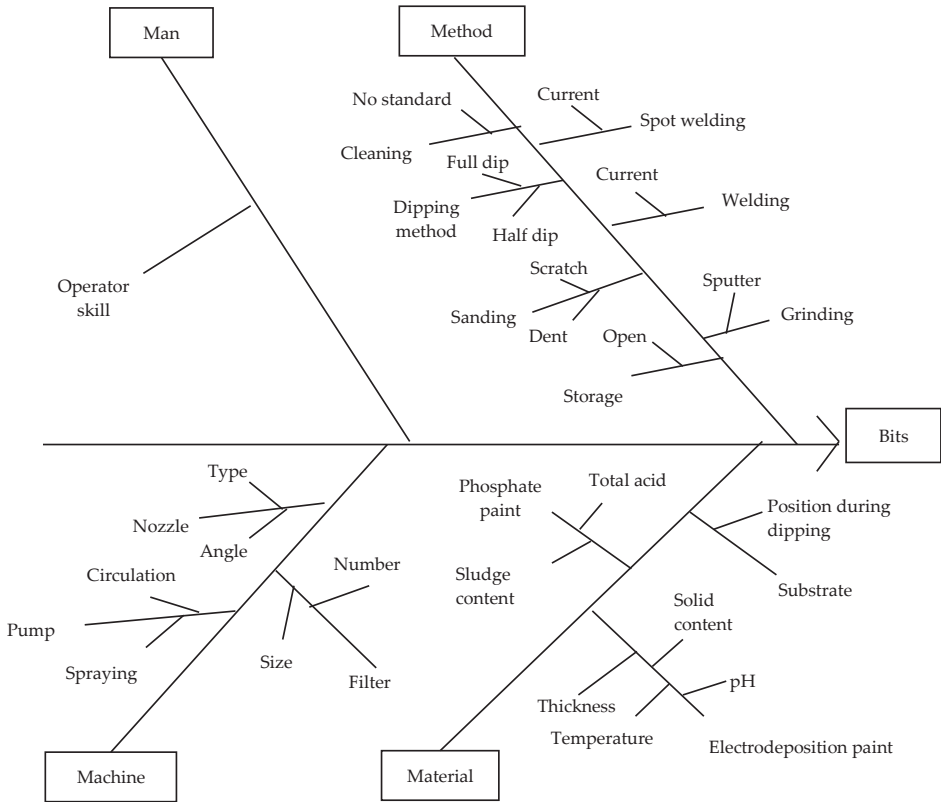 Man
Method
No standard
Current
Cleaning
Spot welding
Full dip
Current
Dipping
method
Welding
Half dip
Operator
skill
Scratch
Sputter
Sanding
Dent
Open
Grinding
Storage
Bits
Type
Nozzle
Angle
Phosphate
paint
Total acid
Position during
dipping
Circulation
Number
Sludge
content
Substrate
Pump
Spraying
Size
Filter
Solid
content
pH
Thickness
Temperature
Electrodeposition paint
Machine
Material